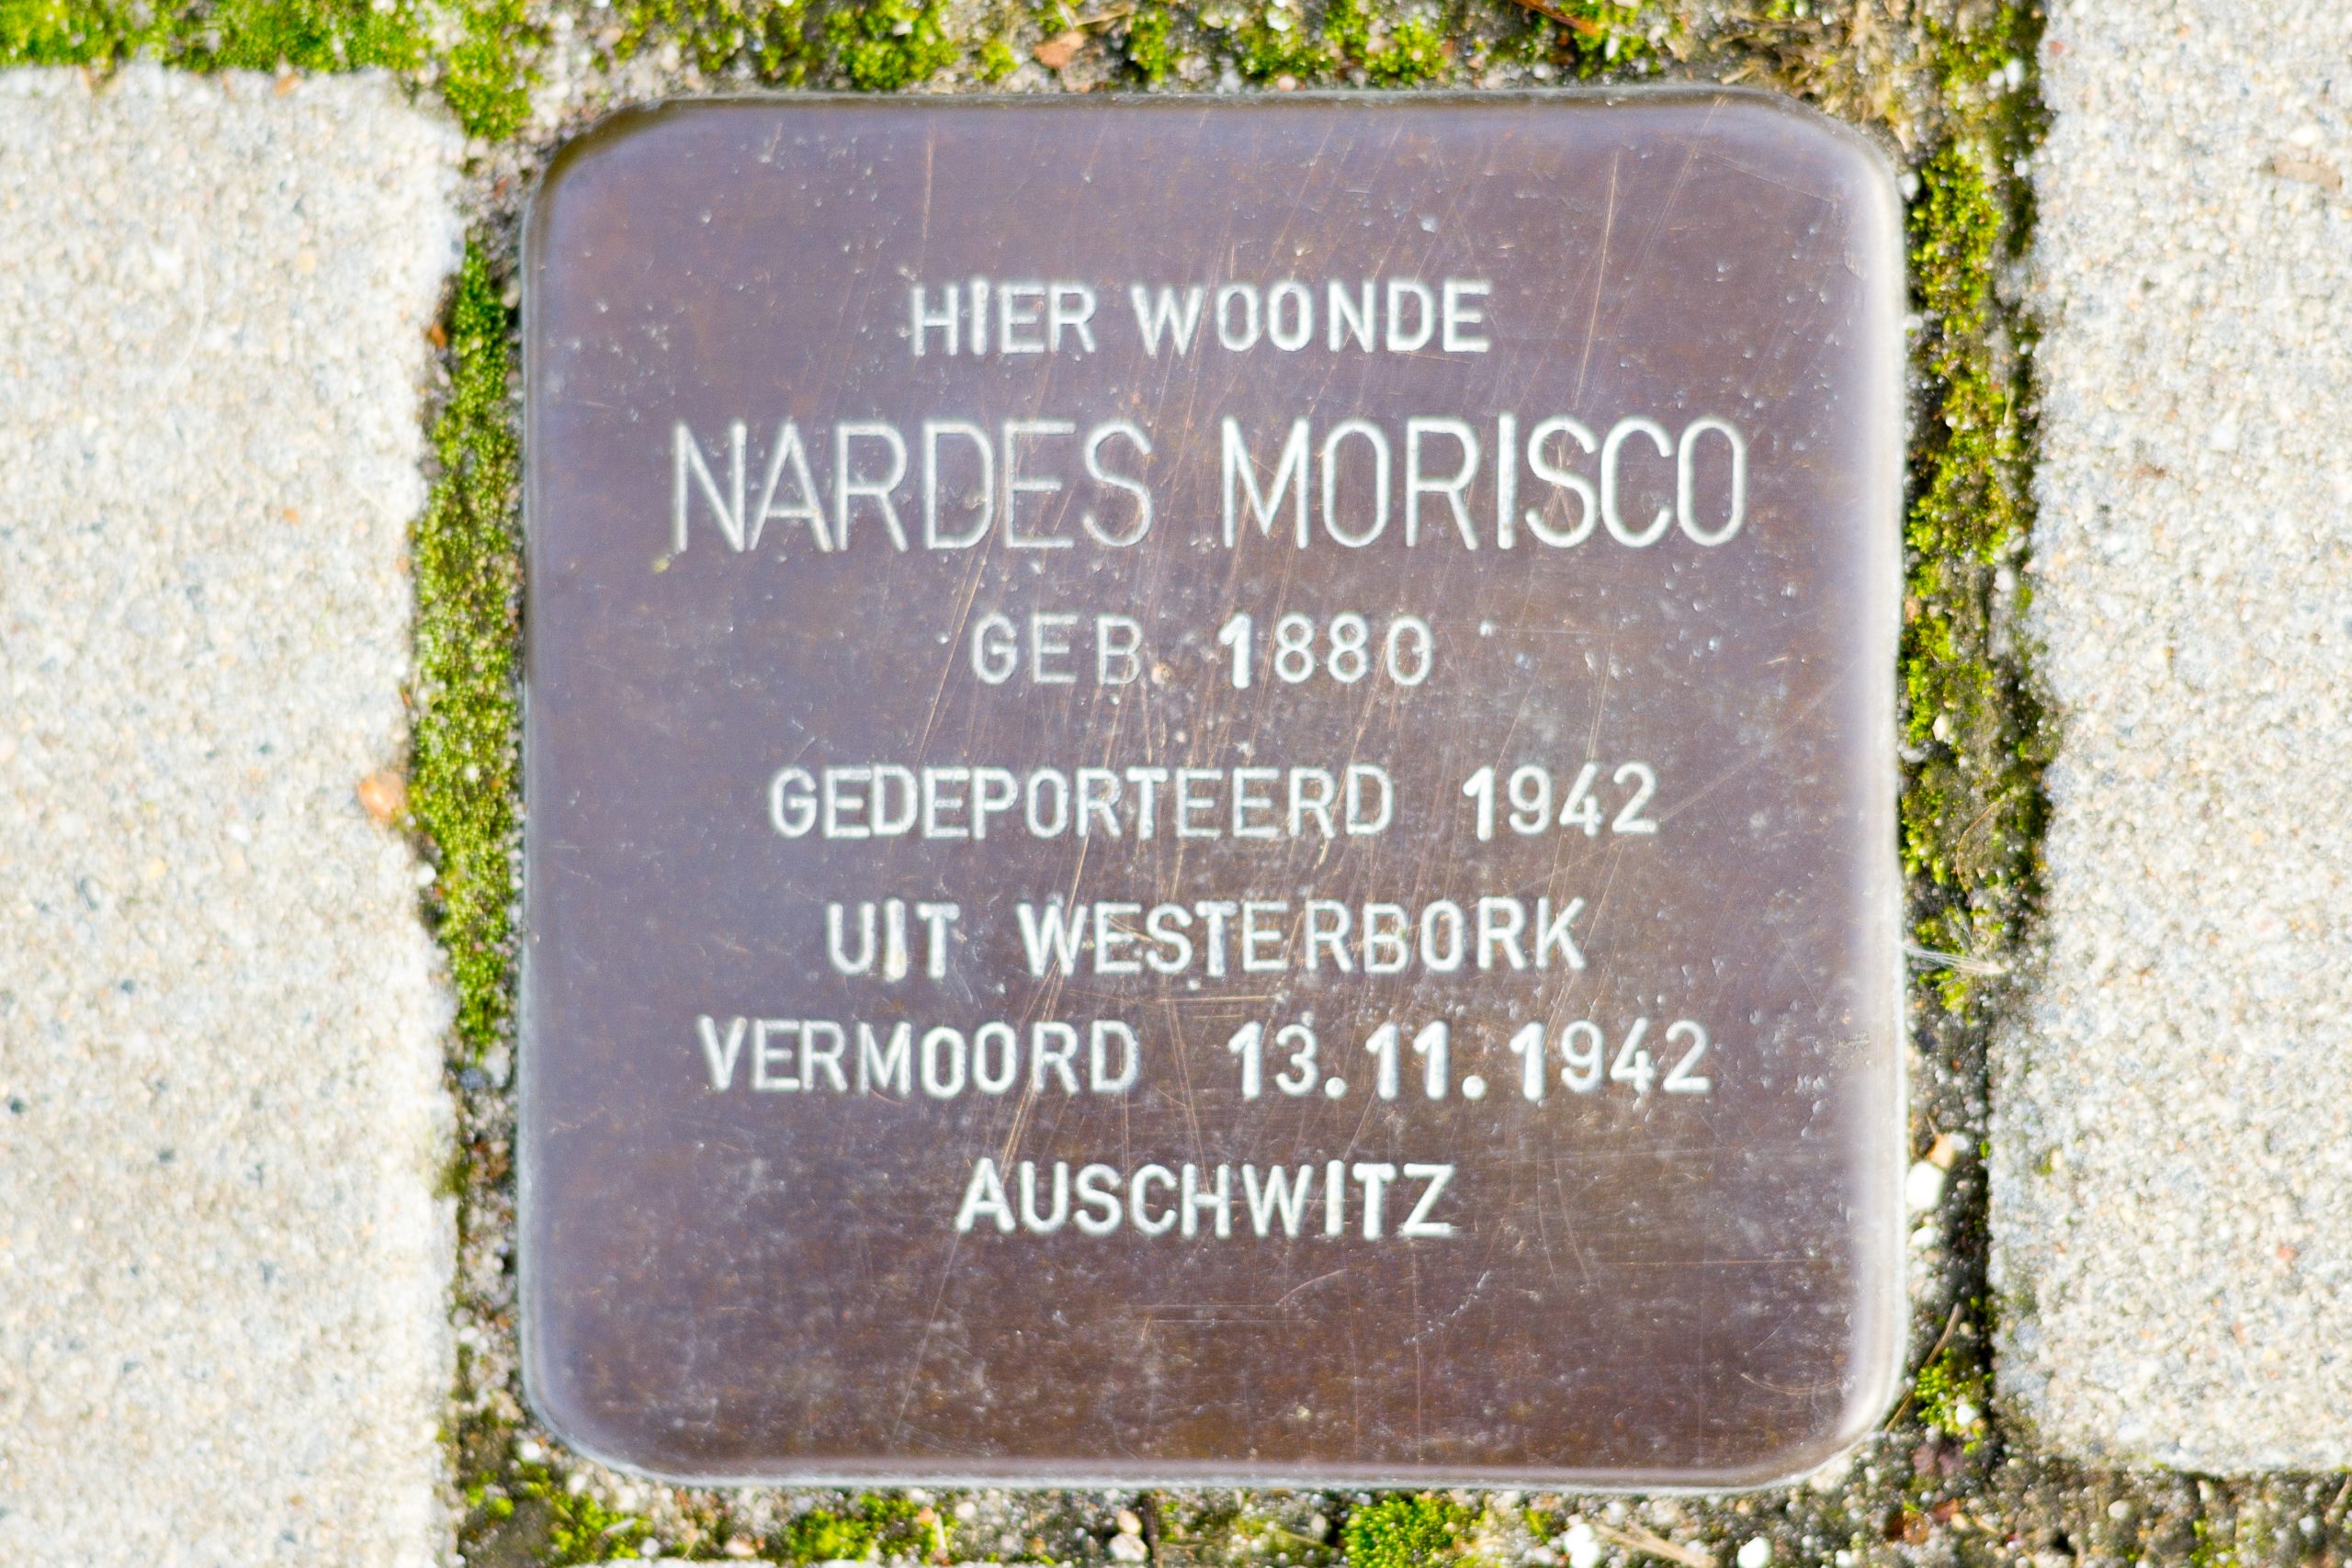 HIER WOONDE
NARDES MORISCO
GEB. 1880
GEDEPORTEERD 1942
UIT WESTERBORK
VERMOORD 13.11.1942
AUSCHWITZ